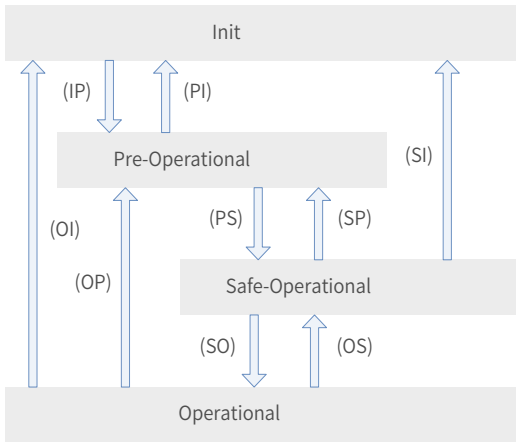 Init
(IP)
(PI)
Pre-Operational
(SI)
(OI)
(PS)
(SP)
(OP)
Safe-Operational
(SO)
(OS)
Operational